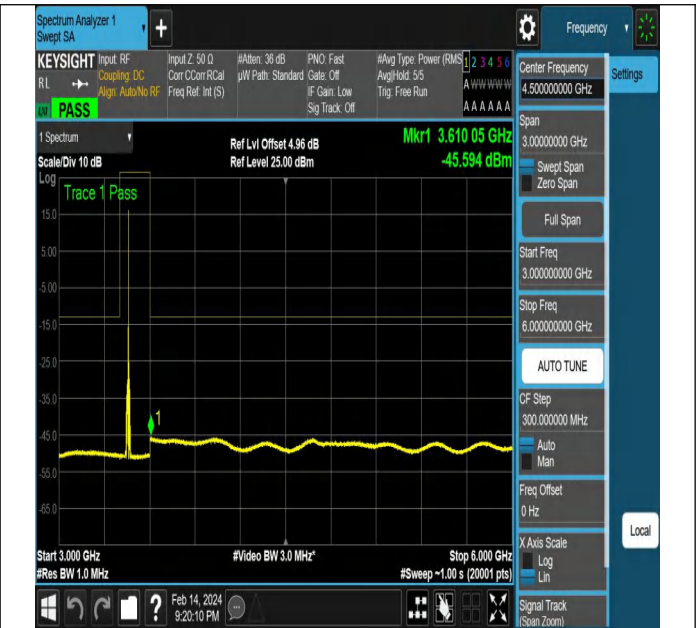 Spectrum Analyzer 1
Swept SA
Frequency
KEYSIGHT
RL
PASS
Input: RF
Coupling: DC
Align: Auto/No RF
Input Z: 50 Ω
Corr CCorr RCal
Freq Ref: Int (S)
#Atten: 36 dB
µW Path: Standard
PNO: Fast
Gate: Off
IF Gain: Low
Sig Track: Off
#Avg Type: Power (RMS
Avg|Hold: 5/5
Trig: Free Run
1 2 3 4 5 6
A W W W W W
A A A A A A
1 Spectrum
Scale/Div 10 dB
Ref Lvl Offset 4.96 dB
Ref Level 25.00 dBm
Mkr1 3.610 05 GHz
-45.594 dBm
Log
Trace 1 Pass
15.0
5.00
-5.00
-15.0
-25.0
-35.0
-45.0
-55.0
-65.0
1
Start 3.000 GHz
#Res BW 1.0 MHz
#Video BW 3.0 MHz*
Stop 6.000 GHz
#Sweep ~1.00 s (20001 pts)
Feb 14, 2024
9:20:10 PM
Settings
Center Frequency
4.500000000 GHz
Span
3.00000000 GHz
Swept Span
Zero Span
Full Span
Start Freq
3.000000000 GHz
Stop Freq
6.000000000 GHz
AUTO TUNE
CF Step
300.000000 MHz
Auto
Man
Freq Offset
0 Hz
X Axis Scale
Log
Lin
Signal Track
(Span Zoom)
Local